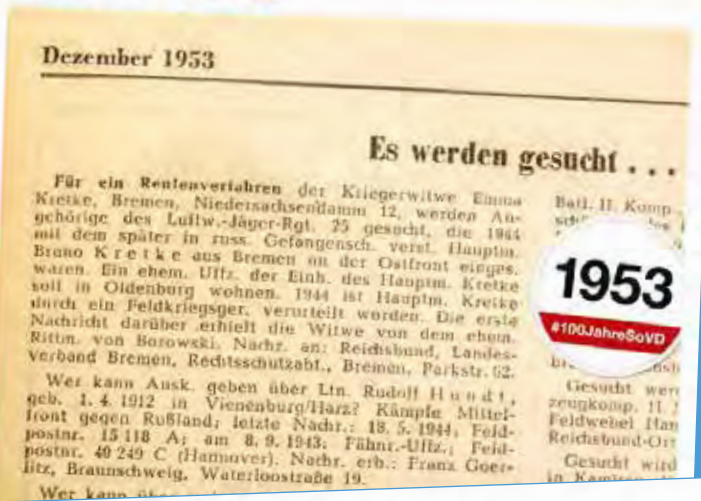 Dezember 1953
Es werden gesucht . . .
Für ein Rentenverfahren der Kriegerwitwe Emma
Kretke, Bremen, Niedersachsendamm 12, werden An-
gehörige des Luftw.-Jäger-Rgt. 25 gesucht, die 1944
mit dem später in russ. Gefangensch. verst. Hauptm.
Bruno Kretke aus Bremen an der Ostfront einges.
waren. Ein ehem. Uffz. der Einh. des Hauptm. Kretke
soll in Oldenburg wohnen. 1944 ist Hauptm. Kretke
durch ein Feldkriegsger. verurteilt worden. Die erste
Nachricht darüber erhielt die Witwe von dem ehem.
Rittm. von Borowski. Nachr. an: Reichsbund, Landes-
verband Bremen, Rechtsschutzabt., Bremen, Parkstr. 62.
Wer kann Ausk. geben über Ltn. Rudolf Hundt,
geb. 1. 4. 1912 in Vienenburg/Harz? Kämpfe Mittel-
front gegen Rußland; letzte Nachr.: 18. 5. 1944, Feld-
postnr. 15 118 A; am 8. 9. 1943: Fähnr.-Uffz.; Feld-
postnr. 40 249 C (Hannover). Nachr. erb.: Franz Goer-
litz, Braunschweig, Waterloostraße 19.
Wer kann
Batl. II. Komp
1953
#100JahreSoVD
Gesucht
zeugkomp.
Feldwebel
Reichsbund-Ort
Gesucht wird
in